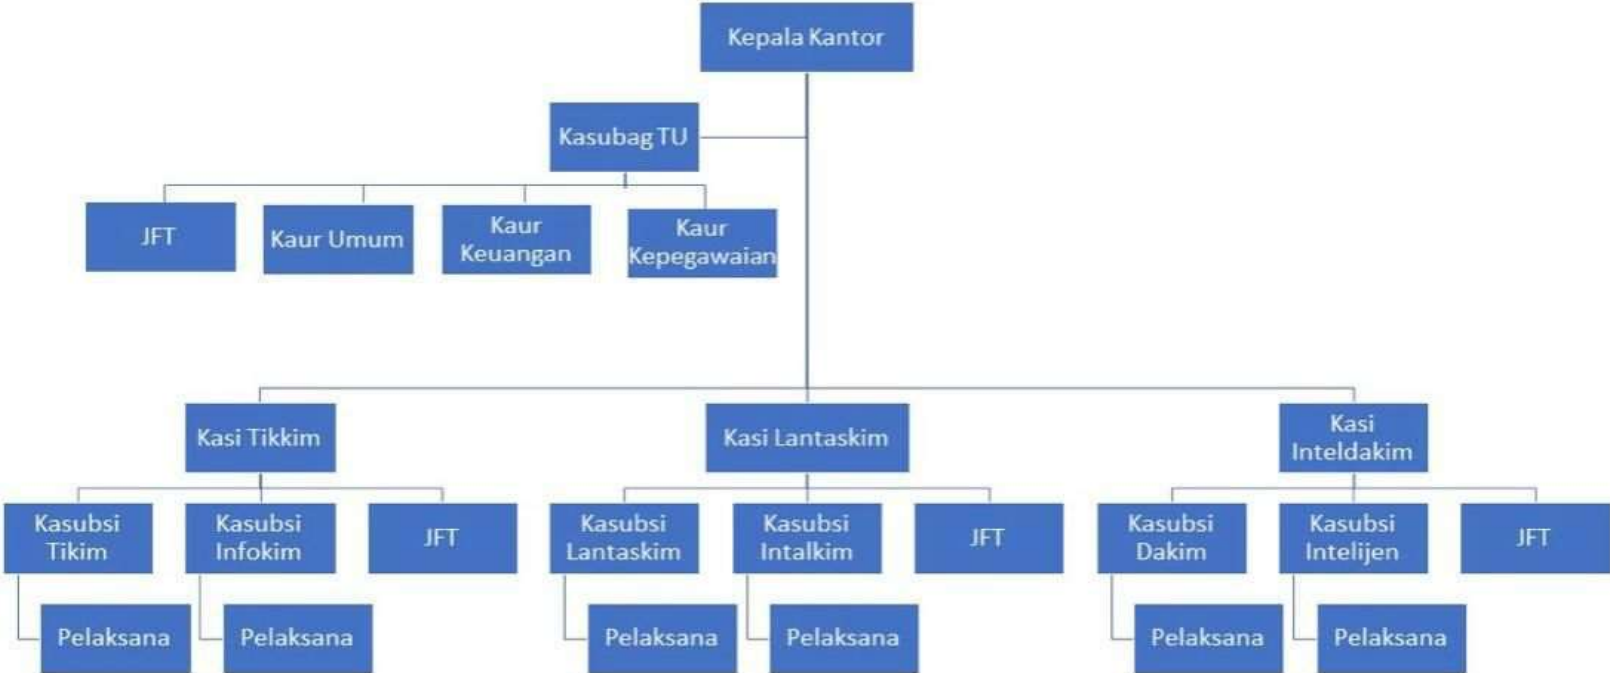 Kepala Kantor
Kasubag TU
JFT
Kaur Umum
Kaur
Keuangan
Kaur
Kepegawaian
Kasi Tikkim
Kasi Lantaskim
Kasi
Inteldakim
Kasubsi
Tikim
Kasubsi
Infokim
JFT
Kasubsi
Lantaskim
Kasubsi
Intalkim
JFT
Kasubsi
Dakim
Kasubsi
Intelijen
JFT
Pelaksana
Pelaksana
Pelaksana
Pelaksana
Pelaksana
Pelaksana